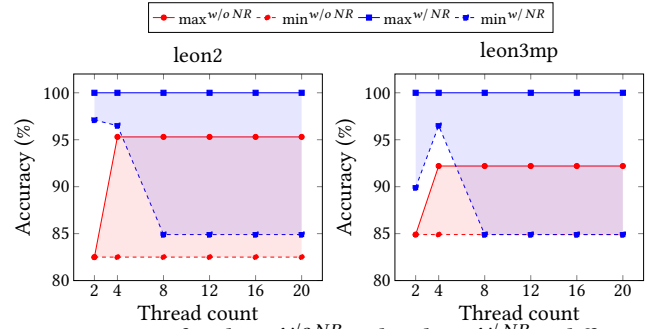 max w/o NR min w/o NR max w/ NR min w/ NR
leon2 leon3mp
Accuracy (%)
100
95
90
85
80
2 4 8 12 16 20
Thread count
Accuracy (%)
100
95
90
85
80
2 4 8 12 16 20
Thread count